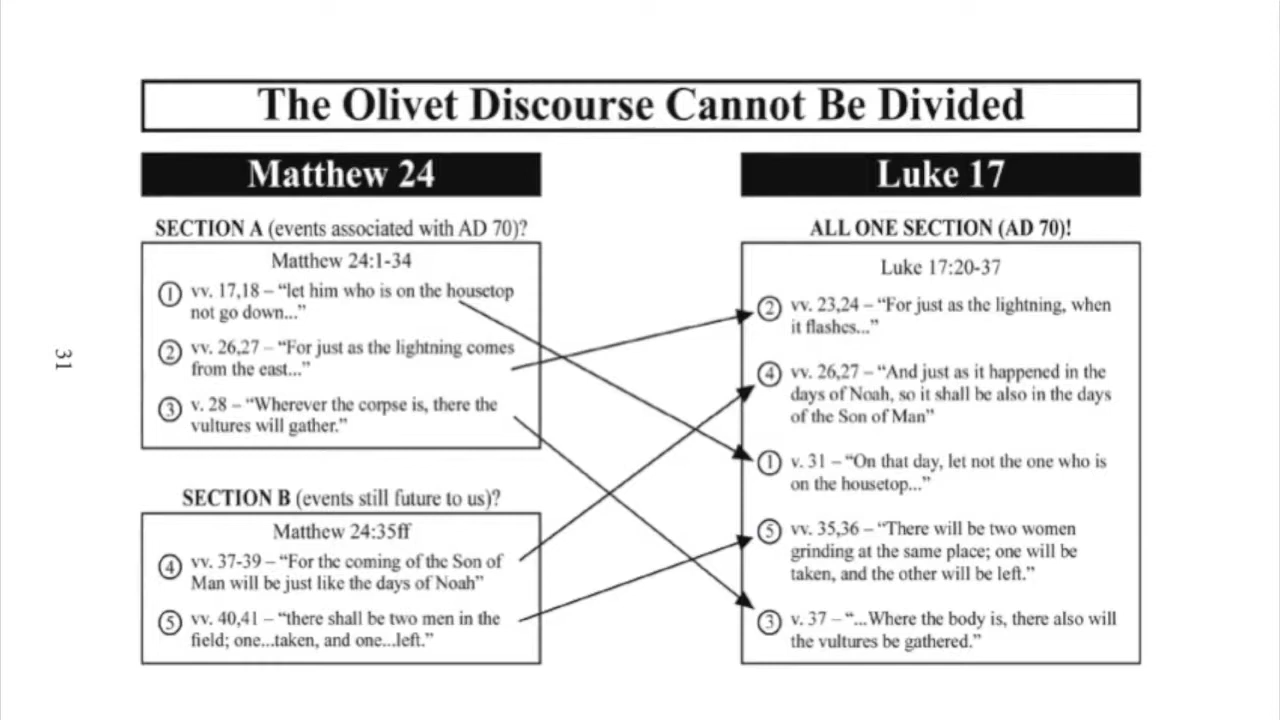 The Olivet Discourse Cannot Be Divided
Matthew 24
SECTION A (events associated with AD 70)?
Matthew 24:1-34
① vv. 17,18 – “let him who is on the housetop
not go down...”
② vv. 26,27 – “For just as the lightning comes
from the east...”
③ v. 28 – “Wherever the corpse is, there the
vultures will gather.”
SECTION B (events still future to us)?
Matthew 24:35ff
④ vv. 37-39 – “For the coming of the Son of
Man will be just like the days of Noah”
⑤ vv. 40,41 – “there shall be two men in the
field; one...taken, and one...left.”
Luke 17
ALL ONE SECTION (AD 70)!
Luke 17:20-37
② vv. 23,24 – “For just as the lightning, when
it flashes...”
④ vv. 26,27 – “And just as it happened in the
days of Noah, so it shall be also in the days
of the Son of Man”
① v. 31 – “On that day, let not the one who is
on the housetop...”
⑤ vv. 35,36 – “There will be two women
grinding at the same place; one will be
taken, and the other will be left.”
③ v. 37 – “...Where the body is, there also will
the vultures be gathered.”
31